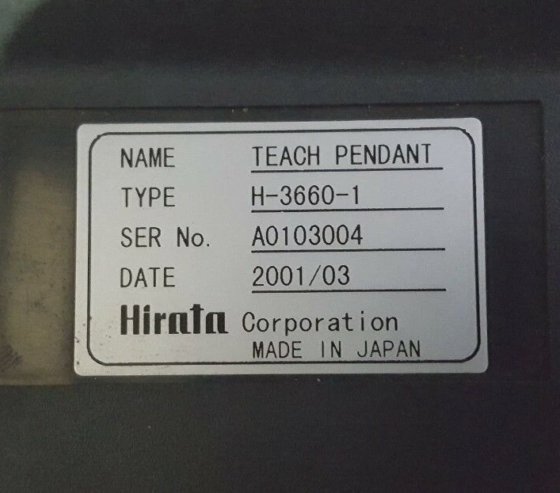 NAME TEACH PENDANT
TYPE H-3660-1
SER No. A0103004
DATE 2001/03
Hirata Corporation
MADE IN JAPAN